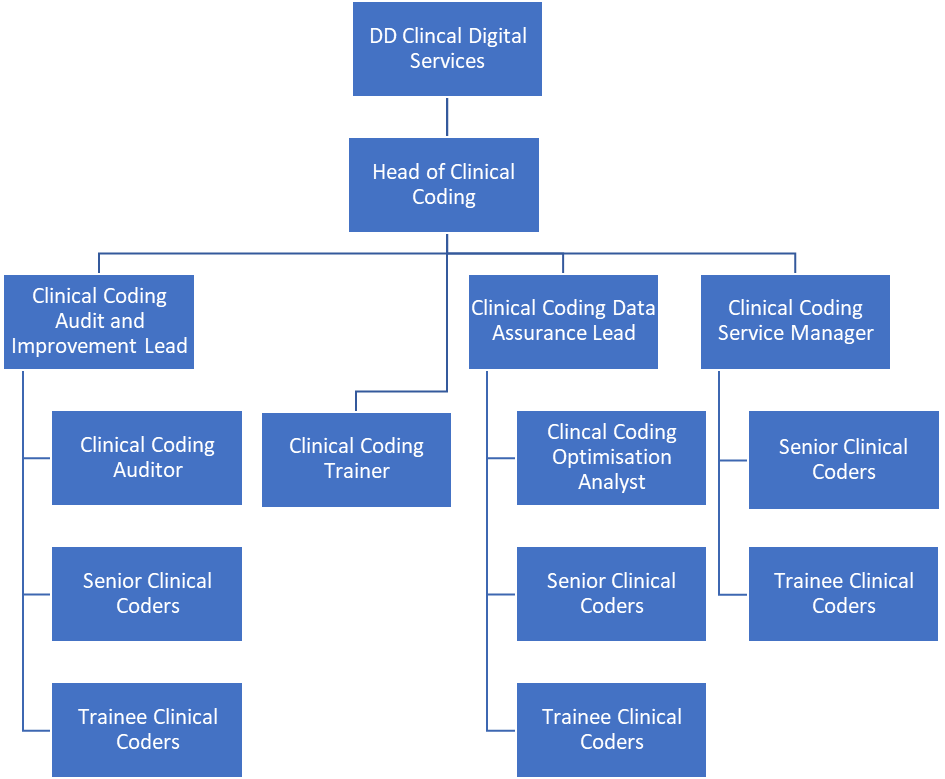 DD Clincal Digital
Services
Head of Clinical
Coding
Clinical Coding
Audit and
Improvement Lead
Clinical Coding Data
Assurance Lead
Clinical Coding
Service Manager
Clinical Coding
Auditor
Clinical Coding
Trainer
Clincal Coding
Optimisation
Analyst
Senior Clinical
Coders
Senior Clinical
Coders
Senior Clinical
Coders
Trainee Clinical
Coders
Trainee Clinical
Coders
Trainee Clinical
Coders